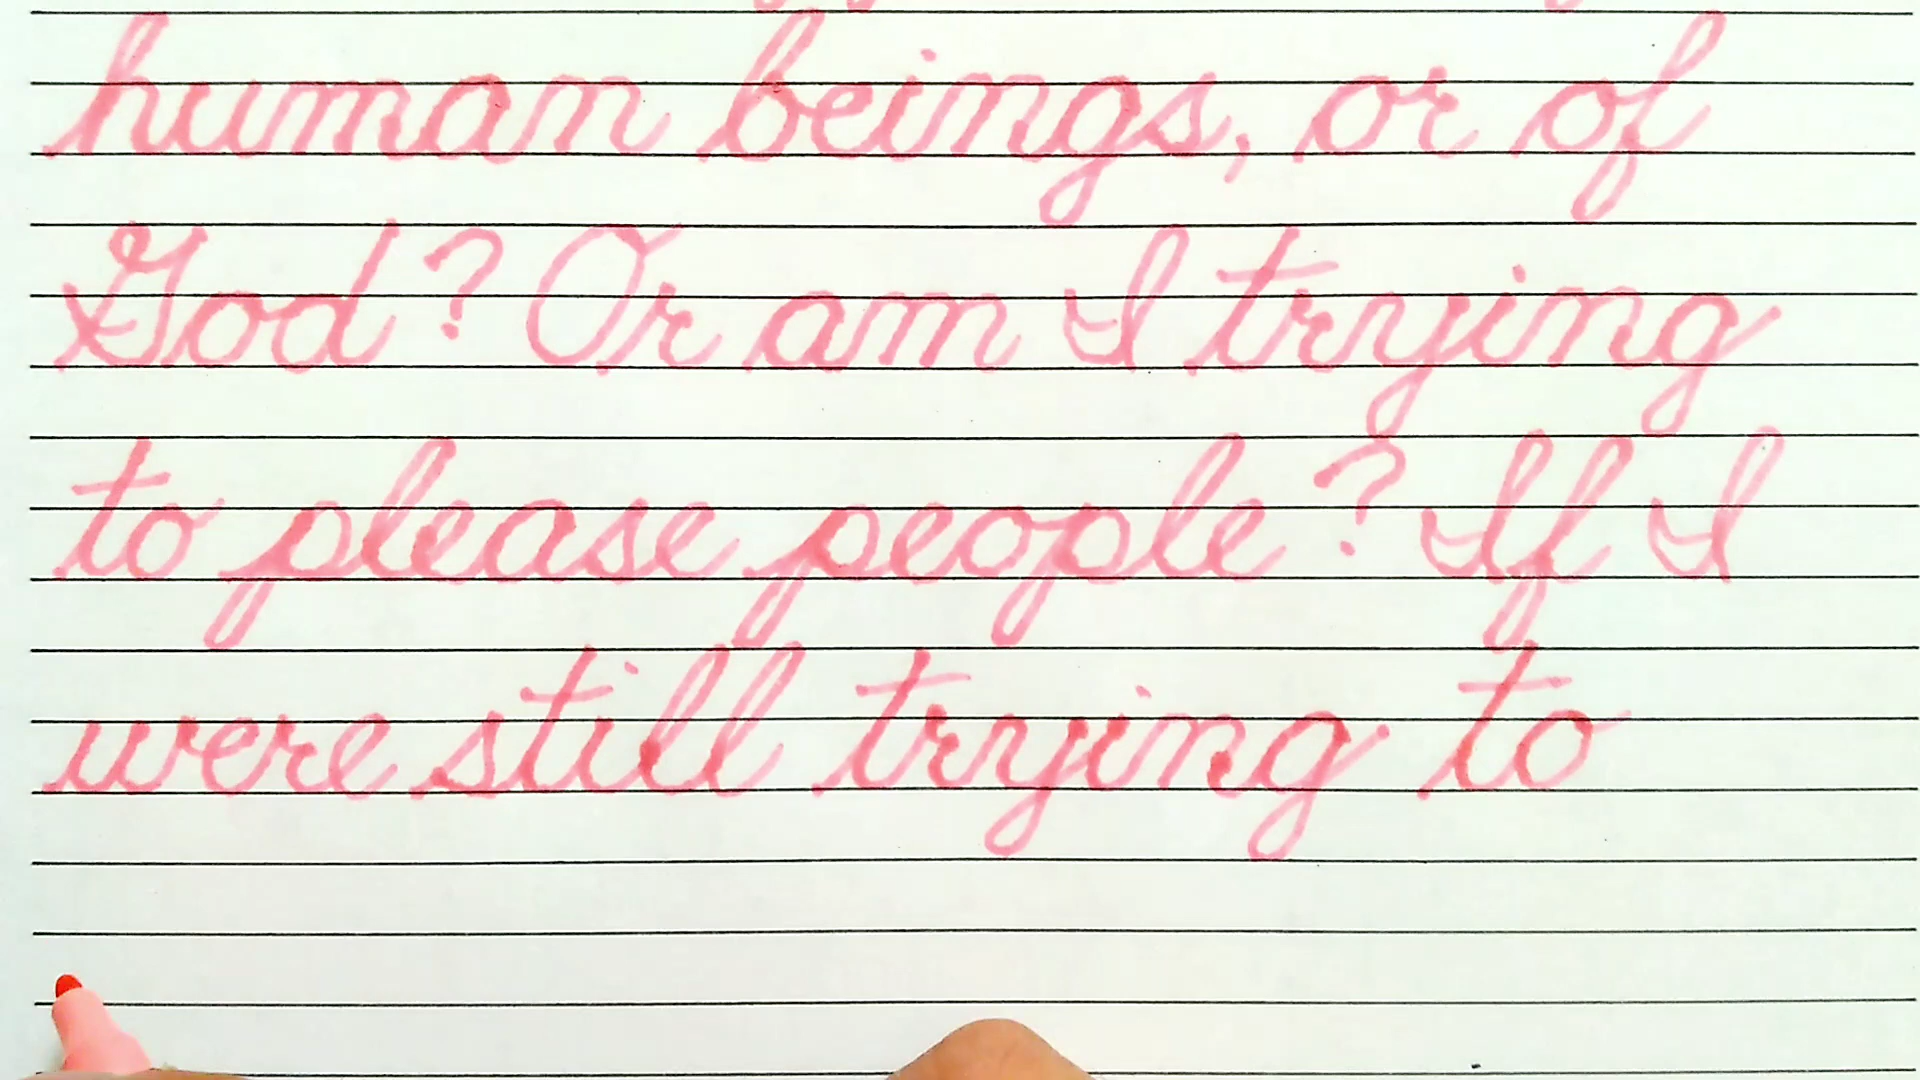 human beings, or of
God? Or am I trying
to please people? If I
were still trying to